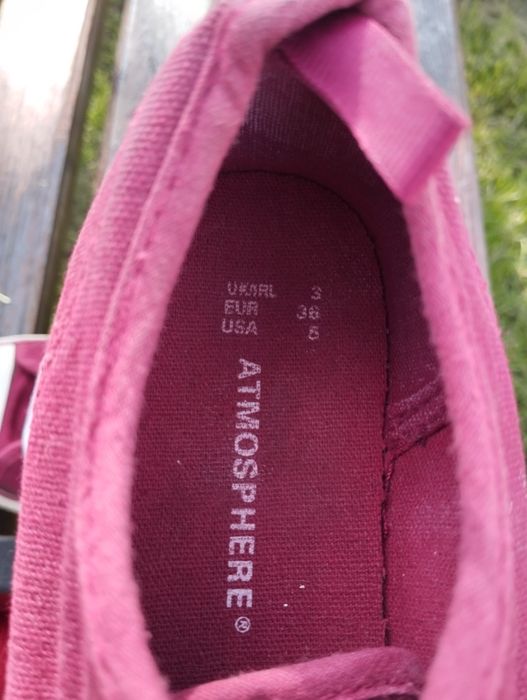 UK/IRL 3
EUR 36
USA 5
ATMOSPHERE®